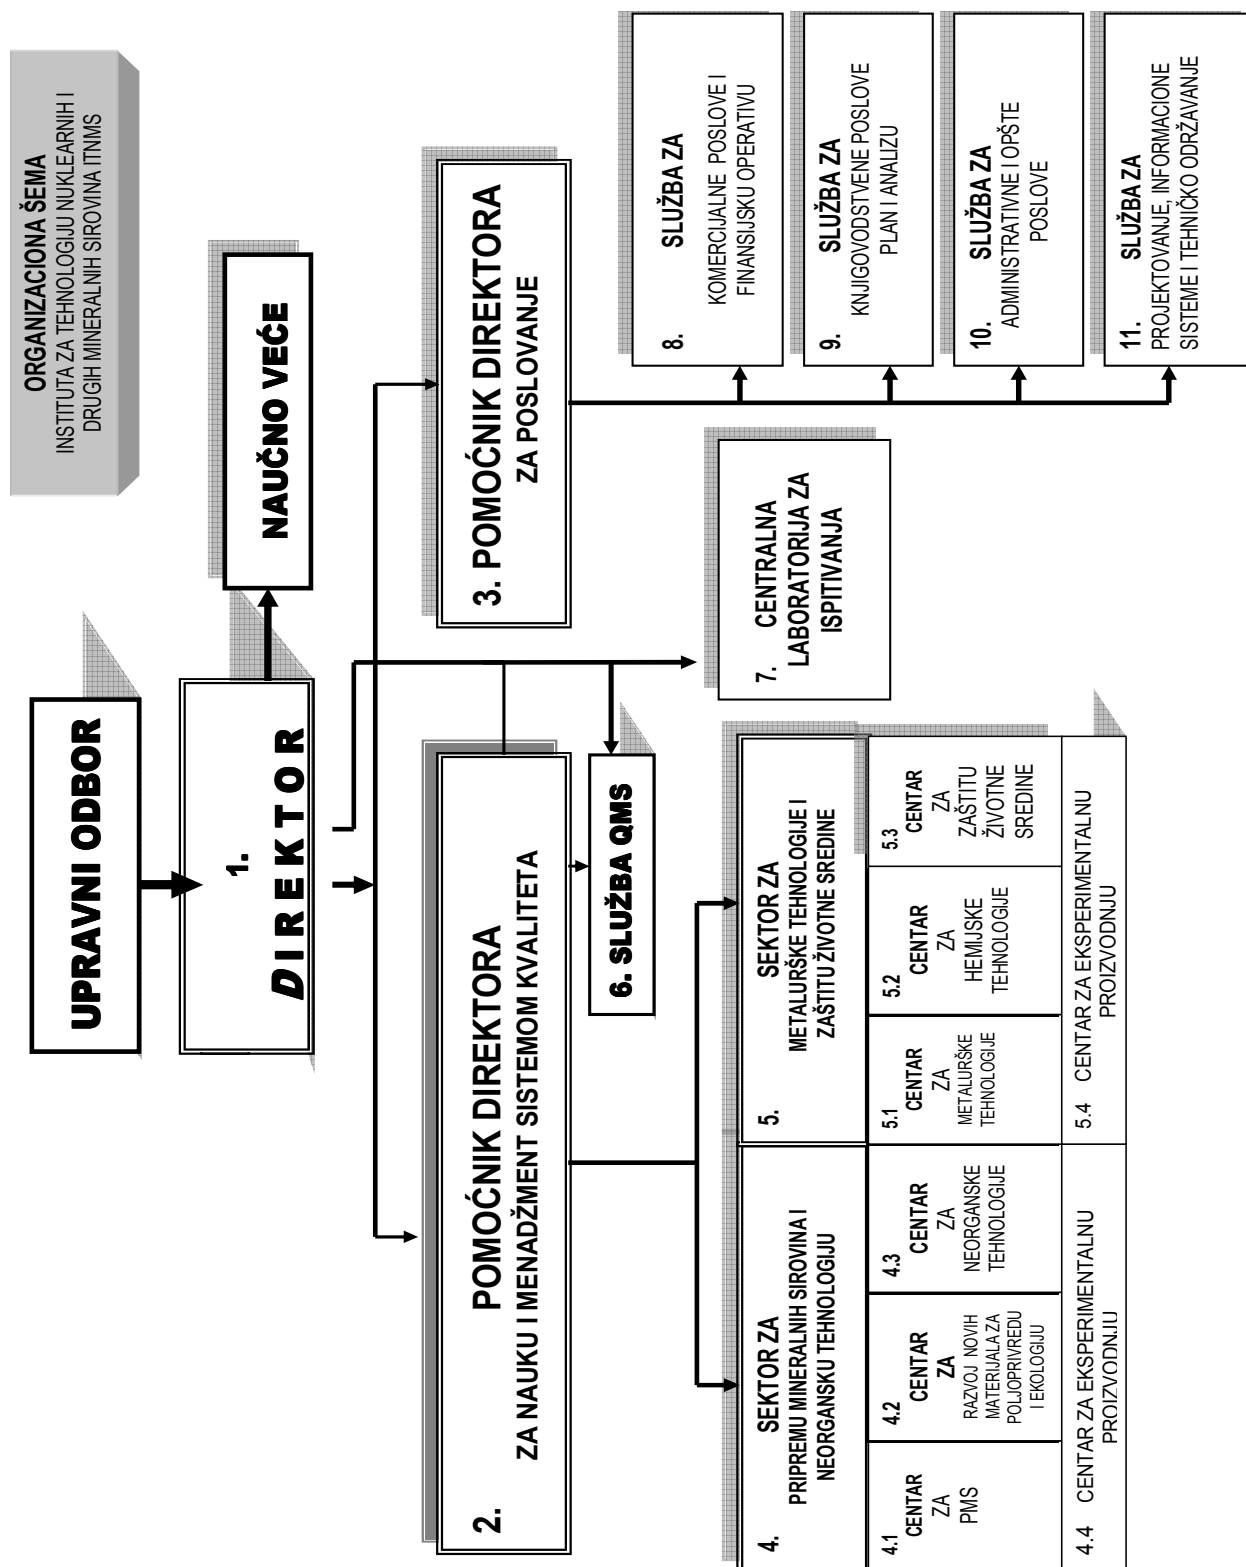 ORGANIZACIONA ŠEMA
INSTITUTA ZA TEHNOLOGIJU NUKLEARNIH I
DRUGIH MINERALNIH SIROVINA ITNMS
UPRAVNI ODBOR
1.
DIREKTOR
NAUČNO VEĆE
2.
POMOĆNIK DIREKTORA
ZA NAUKU I MENADŽMENT SISTEMOM KVALITETA
3. POMOĆNIK DIREKTORA
ZA POSLOVANJE
6. SLUŽBA QMS
7. CENTRALNA
LABORATORIJA ZA
ISPITIVANJA
4.
SEKTOR ZA
PRIPREMU MINERALNIH SIROVINA I
NEORGANSKU TEHNOLOGIJU
4.1
CENTAR
ZA
PMS
4.2
CENTAR
ZA
RAZVOJ NOVIH
MATERIJALA ZA
POLJOPRIVREDU
I EKOLOGIJU
4.3
CENTAR
ZA
NEORGANSKE
TEHNOLOGIJE
4.4 CENTAR ZA EKSPERIMENTALNU
PROIZVODNJU
5.
SEKTOR ZA
METALURŠKE TEHNOLOGIJE I
ZAŠTITU ŽIVOTNE SREDINE
5.1
CENTAR
ZA
METALURŠKE
TEHNOLOGIJE
5.2
CENTAR
ZA
HEMIJSKE
TEHNOLOGIJE
5.3
CENTAR
ZA
ZAŠTITU
ŽIVOTNE
SREDINE
5.4 CENTAR ZA EKSPERIMENTALNU
PROIZVODNJU
8.
SLUŽBA ZA
KOMERCIJALNE POSLOVE I
FINANSIJSKU OPERATIVU
9.
SLUŽBA ZA
KNJIGOVODSTVENE POSLOVE
PLAN I ANALIZU
10.
SLUŽBA ZA
ADMINISTRATIVNE I OPŠTE
POSLOVE
11.
SLUŽBA ZA
PROJEKTOVANJE, INFORMACIONE
SISTEME I TEHNIČKO ODRŽAVANJE